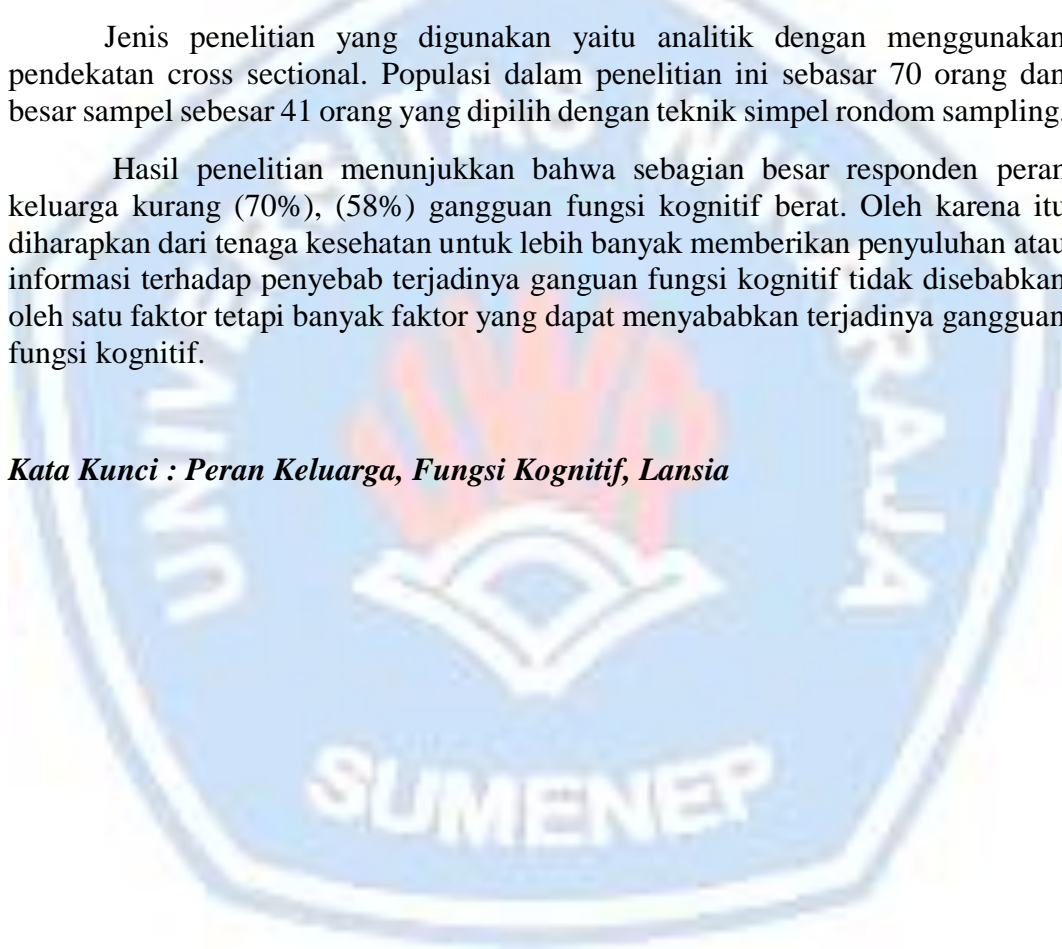 Jenis penelitian yang digunakan yaitu analitik dengan menggunakan
pendekatan cross sectional. Populasi dalam penelitian ini sebasar 70 orang dan
besar sampel sebesar 41 orang yang dipilih dengan teknik simpel rondom sampling.
Hasil penelitian menunjukkan bahwa sebagian besar responden peran
keluarga kurang (70%), (58%) gangguan fungsi kognitif berat. Oleh karena itu
diharapkan dari tenaga kesehatan untuk lebih banyak memberikan penyuluhan atau
informasi terhadap penyebab terjadinya ganguan fungsi kognitif tidak disebabkan
oleh satu faktor tetapi banyak faktor yang dapat menyababkan terjadinya gangguan
fungsi kognitif.
Kata Kunci : Peran Keluarga, Fungsi Kognitif, Lansia
UNIVERSITAS WIRARAJA
SUMENEP